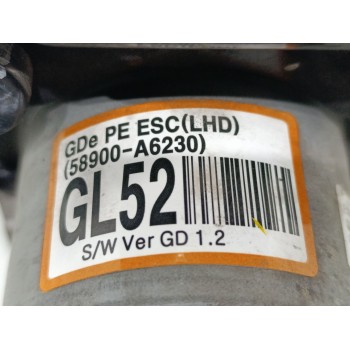 GDe PE ESC(LHD)
(58900-A6230)
GL52
S/W Ver GD 1.2